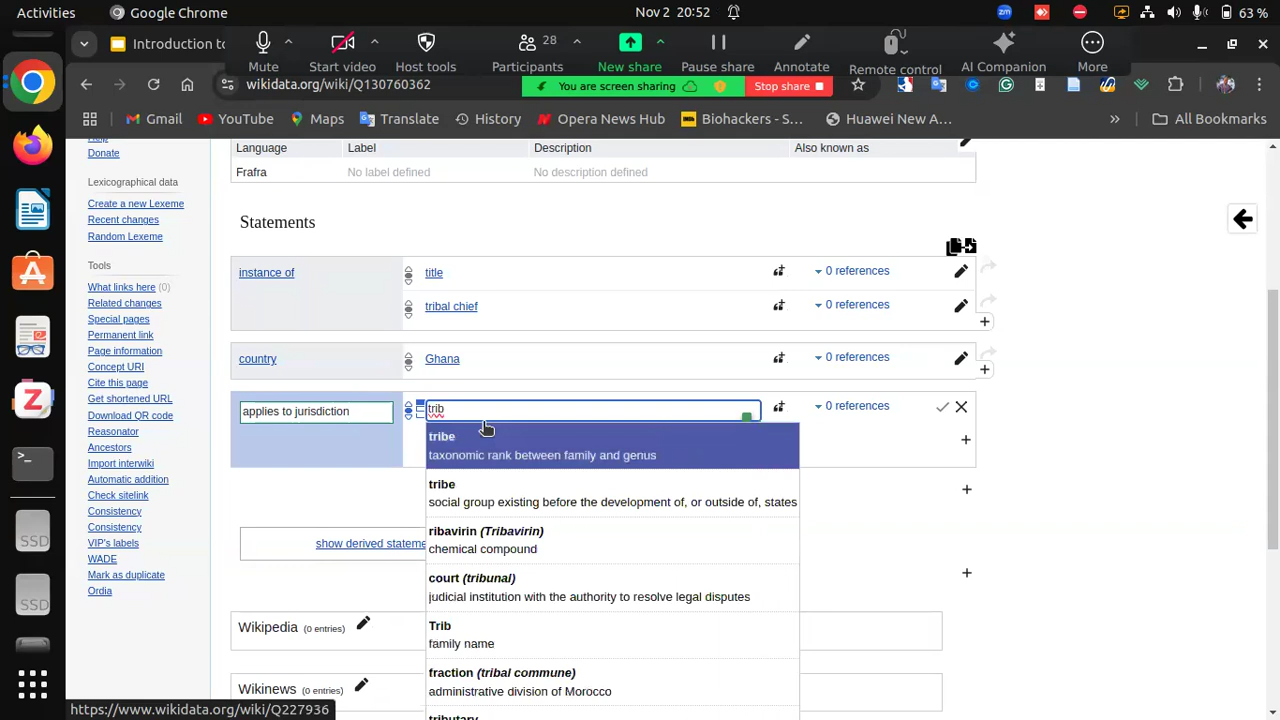 Activities
Google Chrome
Nov 2 20:52
zm
63 %
Introduction to
Mute
Start video
Host tools
28
Participants
New share
Pause share
Annotate
Remote control
AI Companion
More
wikidata.org/wiki/Q130760362
You are screen sharing
Stop share
Gmail
YouTube
Maps
Translate
History
Opera News Hub
Biohackers - S...
Huawei New A...
All Bookmarks
Help
Donate
Lexicographical data
Create a new Lexeme
Recent changes
Random Lexeme
Tools
What links here (0)
Related changes
Special pages
Permanent link
Page information
Concept URI
Cite this page
Get shortened URL
Download QR code
Reasonator
Ancestors
Import interwiki
Automatic addition
Check sitelink
Consistency
Consistency
VIP's labels
WADE
Mark as duplicate
Ordia
Language
Label
Description
Also known as
Frafra
No label defined
No description defined
Statements
instance of
title
0 references
tribal chief
0 references
country
Ghana
0 references
applies to jurisdiction
trib
0 references
tribe
taxonomic rank between family and genus
tribe
social group existing before the development of, or outside of, states
ribavirin (Tribavirin)
chemical compound
court (tribunal)
judicial institution with the authority to resolve legal disputes
Trib
family name
fraction (tribal commune)
administrative division of Morocco
tributary
show derived stateme
Wikipedia (0 entries)
Wikinews (0 entries)
https://www.wikidata.org/wiki/Q227936